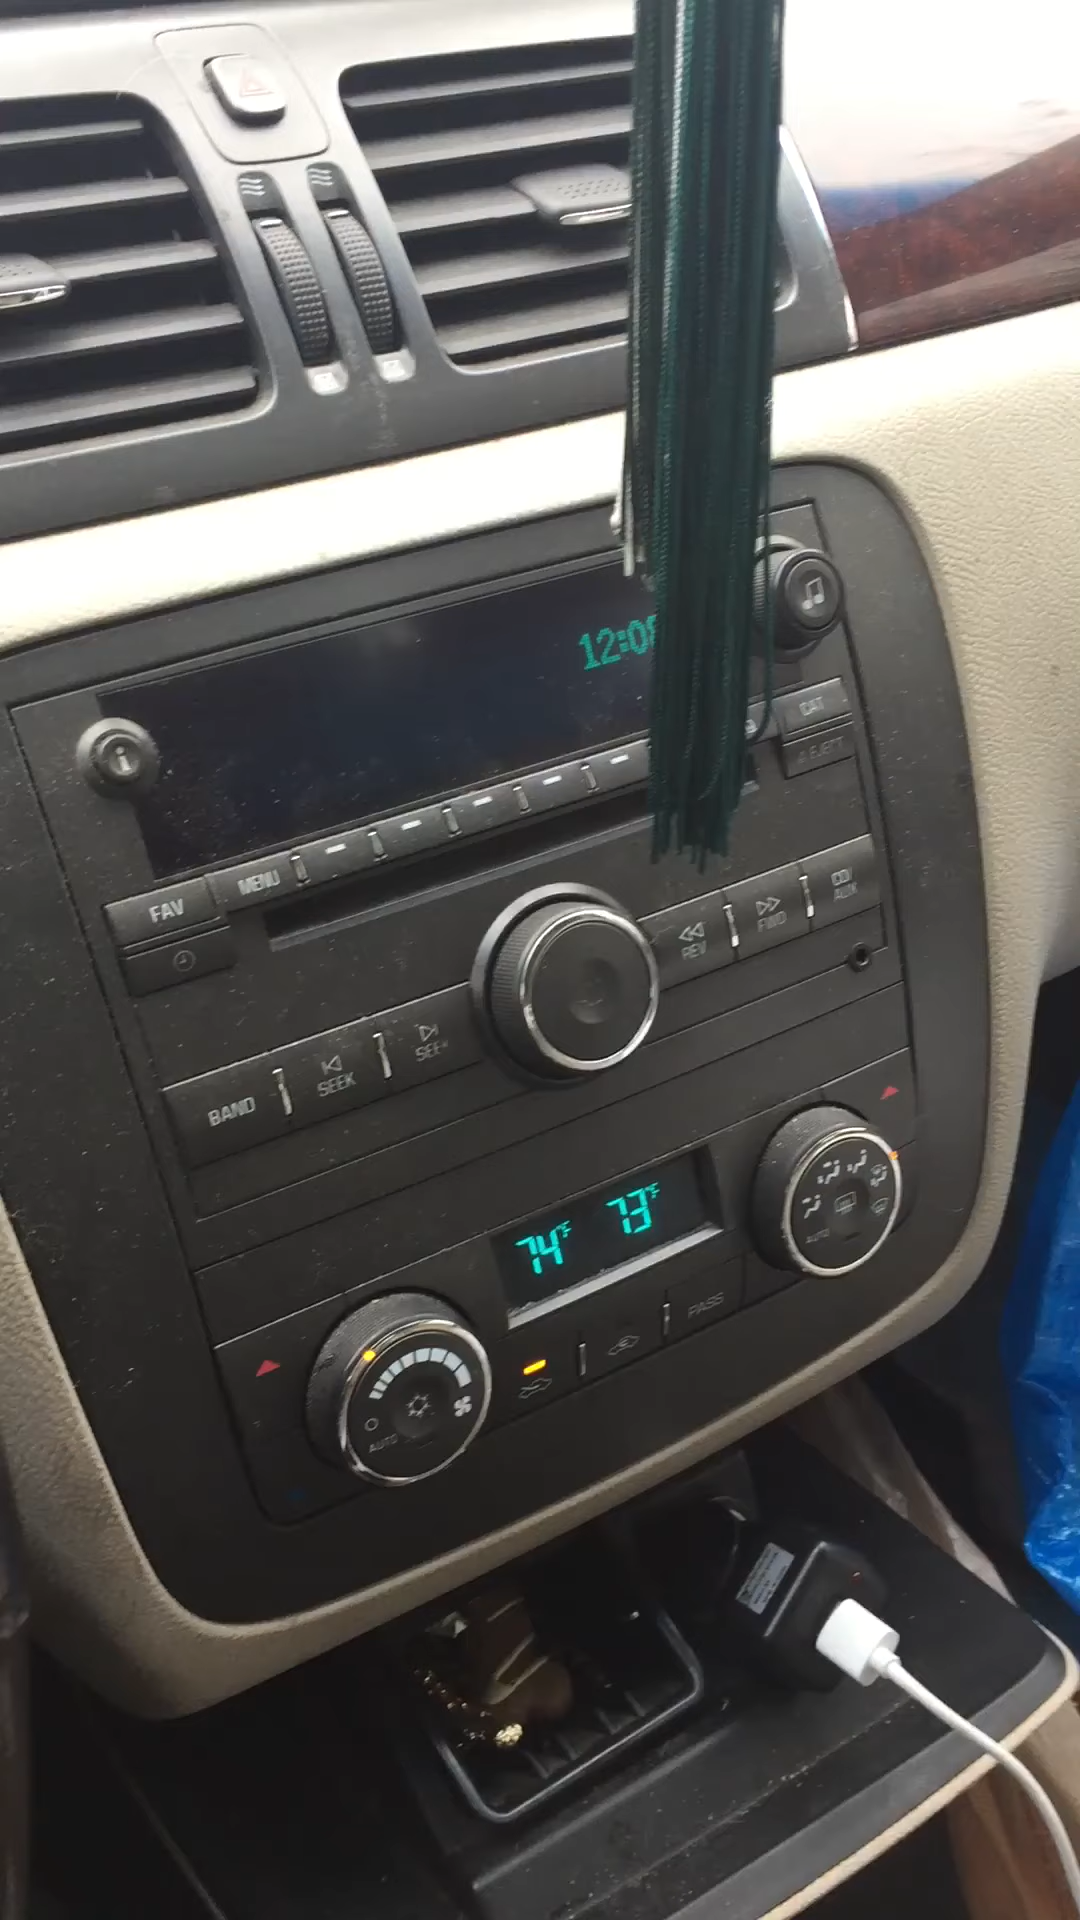 12:0
CAT
EJECT
MENU
FAV
REV
FWD
CD/
AUX
SEEK
SEEK
BAND
74°F 73°F
AUTO
PASS
AUTO